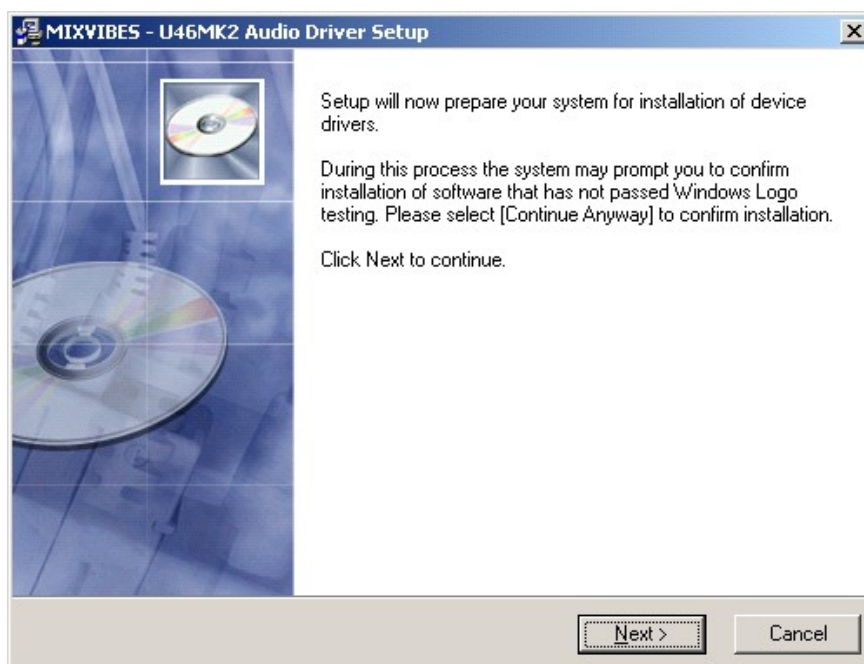 MIXVIBES - U46MK2 Audio Driver Setup
Setup will now prepare your system for installation of device
drivers.
During this process the system may prompt you to confirm
installation of software that has not passed Windows Logo
testing. Please select [Continue Anyway] to confirm installation.
Click Next to continue.
Next >
Cancel